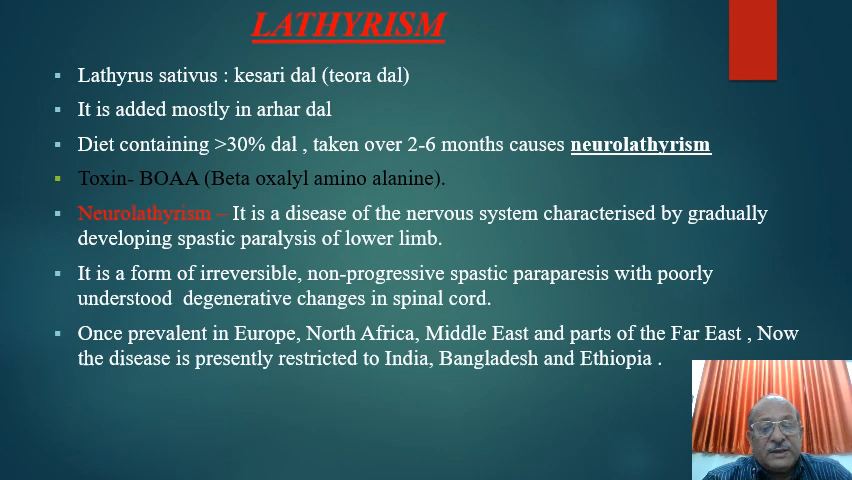 LATHYRISM
Lathyrus sativus : kesari dal (teora dal)
It is added mostly in arhar dal
Diet containing >30% dal , taken over 2-6 months causes neurolathyrism
Toxin- BOAA (Beta oxalyl amino alanine).
Neurolathyrism – It is a disease of the nervous system characterised by gradually
developing spastic paralysis of lower limb.
It is a form of irreversible, non-progressive spastic paraparesis with poorly
understood degenerative changes in spinal cord.
Once prevalent in Europe, North Africa, Middle East and parts of the Far East , Now
the disease is presently restricted to India, Bangladesh and Ethiopia .